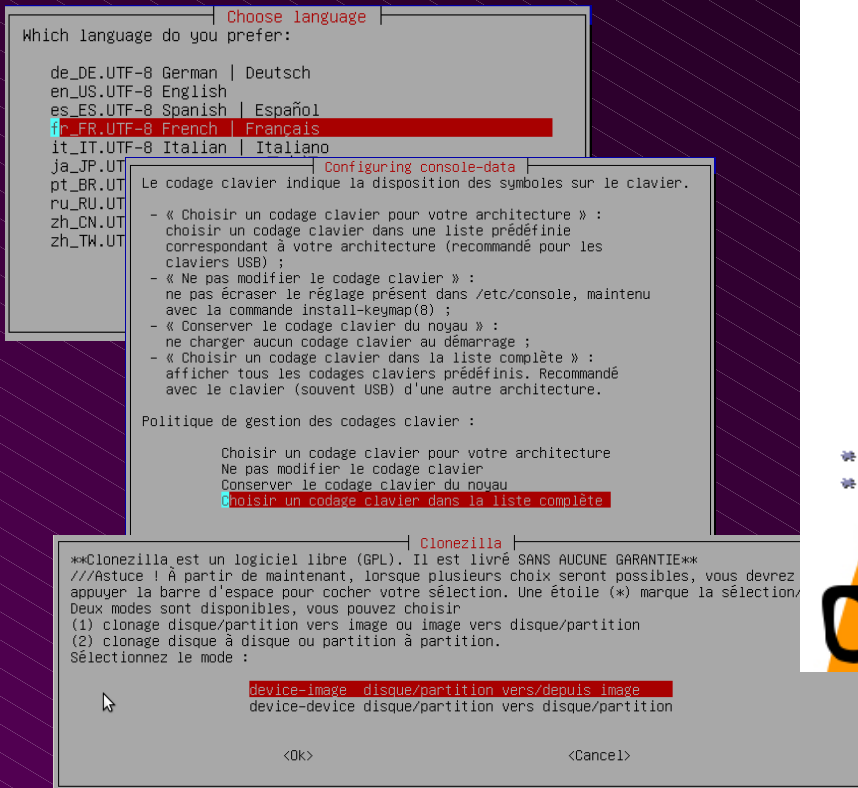 Choose language
Which language do you prefer:
de_DE.UTF-8 German | Deutsch
en_US.UTF-8 English
es_ES.UTF-8 Spanish | Español
fr_FR.UTF-8 French | Français
it_IT.UTF-8 Italian | Italiano
ja_JP.UT
pt_BR.UT
ru_RU.UT
zh_CN.UT
zh_TW.UT
Configuring console-data
Le codage clavier indique la disposition des symboles sur le clavier.
- « Choisir un codage clavier pour votre architecture » :
choisir un codage clavier dans une liste prédéfinie
correspondant à votre architecture (recommandé pour les
claviers USB) ;
- « Ne pas modifier le codage clavier » :
ne pas écraser le réglage présent dans /etc/console, maintenu
avec la commande install-keymap(8) ;
- « Conserver le codage clavier du noyau » :
ne charger aucun codage clavier au démarrage ;
- « Choisir un codage clavier dans la liste complète » :
afficher tous les codages claviers prédéfinis. Recommandé
avec le clavier (souvent USB) d'une autre architecture.
Politique de gestion des codages clavier :
Choisir un codage clavier pour votre architecture
Ne pas modifier le codage clavier
Conserver le codage clavier du noyau
Choisir un codage clavier dans la liste complète
Clonezilla
**Clonezilla est un logiciel libre (GPL). Il est livré SANS AUCUNE GARANTIE**
///Astuce ! À partir de maintenant, lorsque plusieurs choix seront possibles, vous devrez
appuyer la barre d'espace pour cocher votre sélection. Une étoile (*) marque la sélection/
Deux modes sont disponibles, vous pouvez choisir
(1) clonage disque/partition vers image ou image vers disque/partition
(2) clonage disque à disque ou partition à partition.
Sélectionnez le mode :
device-image disque/partition vers/depuis image
device-device disque/partition vers disque/partition
<Ok> <Cancel>